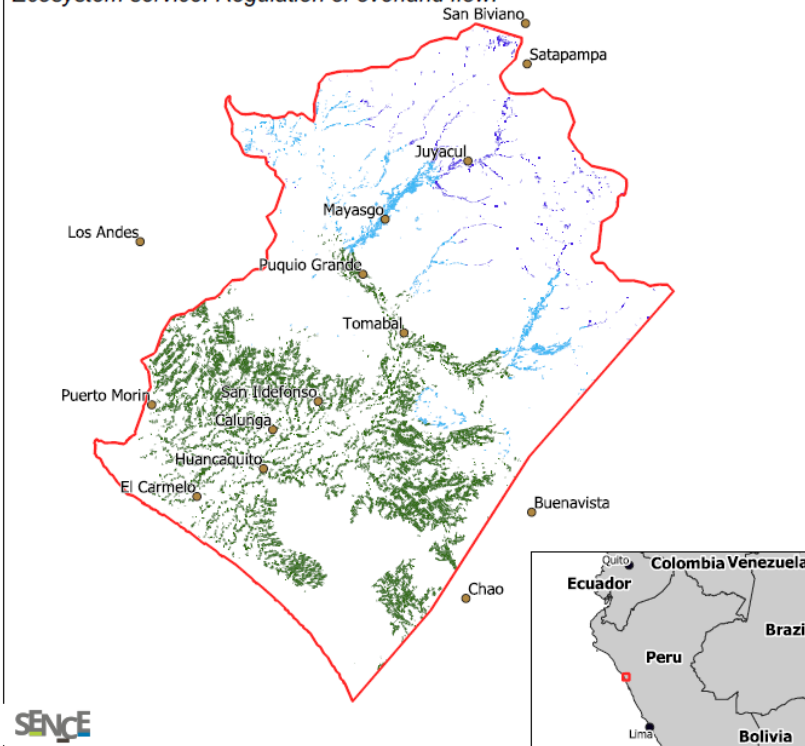 Ecosystem service: Regulation of overland flow.
San Biviano
Satapampa
Juyacul
Mayasgo
Los Andes
Puquio Grande
Tomabal
Puerto Morin
San Ildefonso
Calunga
Huancaquito
El Carmelo
Buenavista
Chao
Quito
Colombia
Venezuela
Ecuador
Brazi
Peru
Lima
Bolivia
SENCE